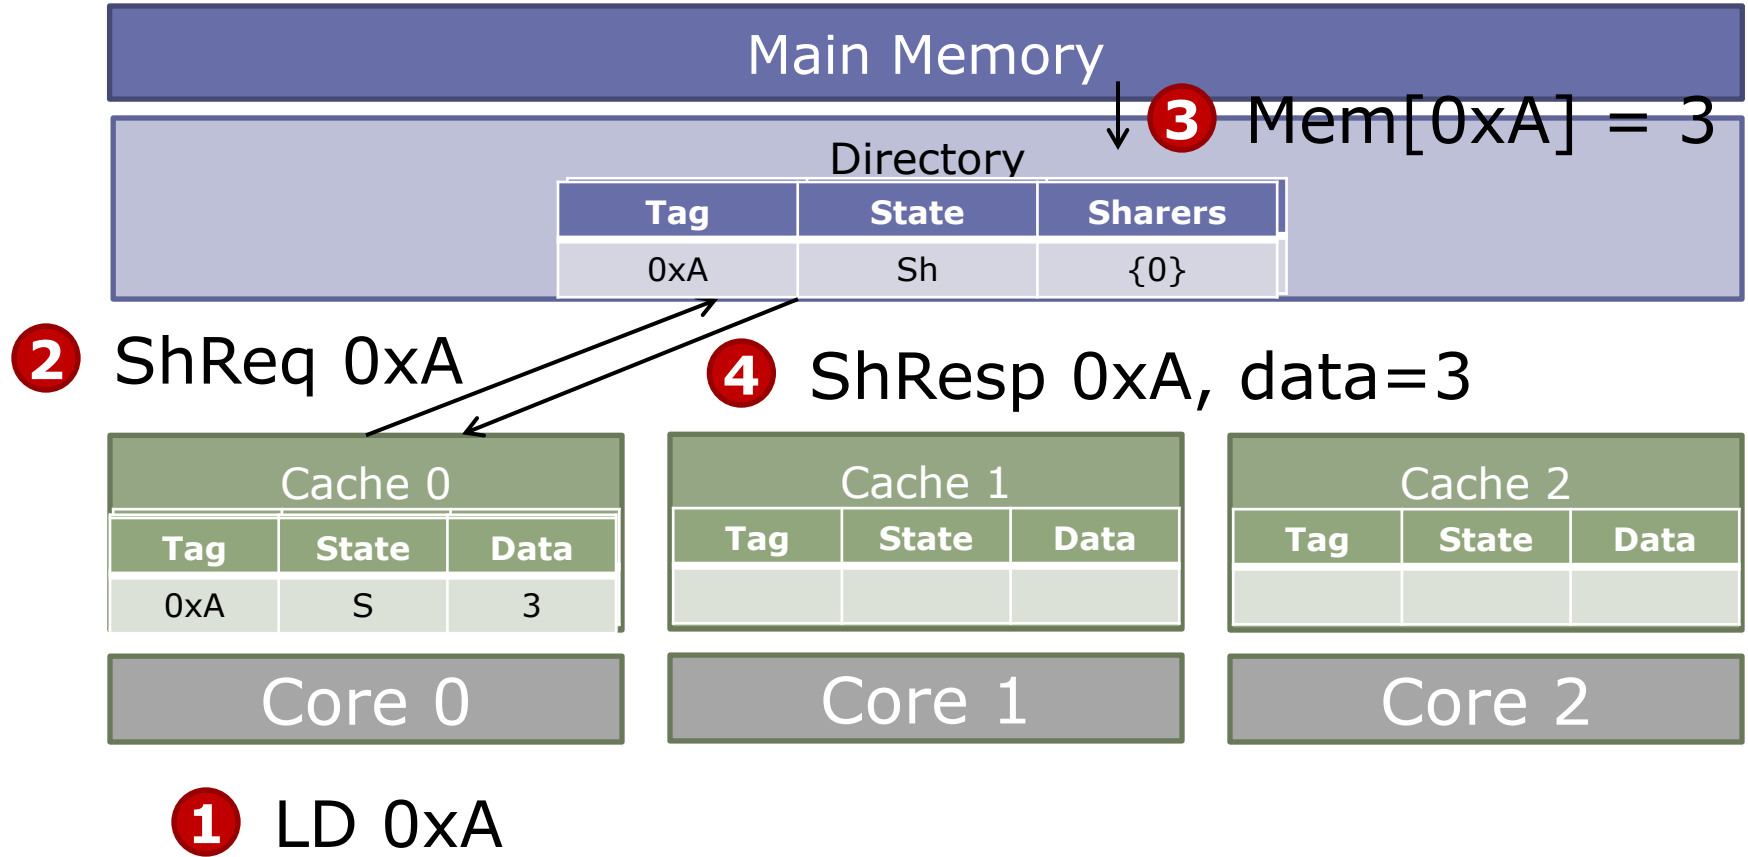 Main Memory
3 Mem[0xA] = 3
Directory
Tag State Sharers
0xA Sh {0}
2 ShReq 0xA
4 ShResp 0xA, data=3
Cache 0 Cache 1 Cache 2
Tag State Data Tag State Data Tag State Data
0xA S 3
Core 0 Core 1 Core 2
1 LD 0xA